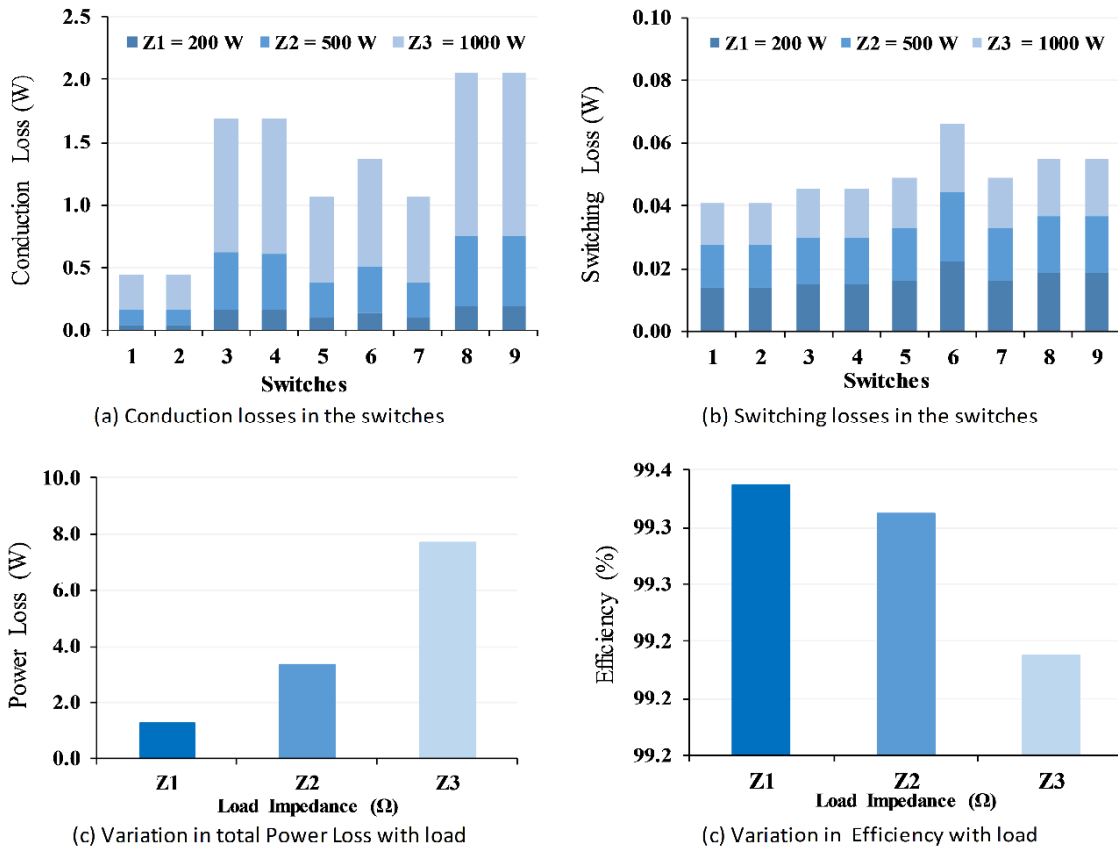 2.5
Z1 = 200 W Z2 = 500 W Z3 = 1000 W
2.0
1.5
1.0
0.5
0.0
Conduction Loss (W)
1 2 3 4 5 6 7 8 9
Switches
(a) Conduction losses in the switches
0.10
Z1 = 200 W Z2 = 500 W Z3 = 1000 W
0.08
0.06
0.04
0.02
0.00
Switching Loss (W)
1 2 3 4 5 6 7 8 9
Switches
(b) Switching losses in the switches
10.0
8.0
6.0
4.0
2.0
0.0
Power Loss (W)
Z1 Z2 Z3
Load Impedance (Ω)
(c) Variation in total Power Loss with load
99.4
99.3
99.3
99.2
99.2
99.2
Efficiency (%)
Z1 Z2 Z3
Load Impedance (Ω)
(c) Variation in Efficiency with load